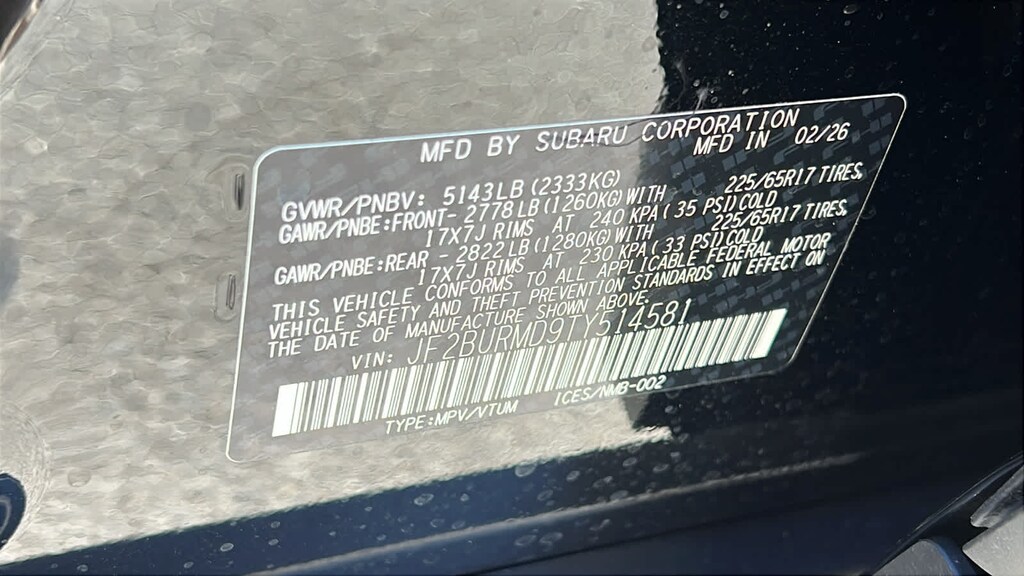 MFD BY SUBARU CORPORATION
MFD IN 02/26
GVWR/PNBV: 5143LB (2333KG)
GAWR/PNBE:FRONT- 2778LB(1260KG)WITH 225/65R17 TIRES,
17X7J RIMS AT 240 KPA(35 PSI)COLD
GAWR/PNBE:REAR - 2822LB(1280KG)WITH 225/65R17 TIRES,
17X7J RIMS AT 230 KPA(33 PSI)COLD
THIS VEHICLE CONFORMS TO ALL APPLICABLE FEDERAL MOTOR
VEHICLE SAFETY AND THEFT PREVENTION STANDARDS IN EFFECT ON
THE DATE OF MANUFACTURE SHOWN ABOVE.
VIN: JF2BURMD9TY514581
TYPE:MPV/VTUM ICES/NMB-002